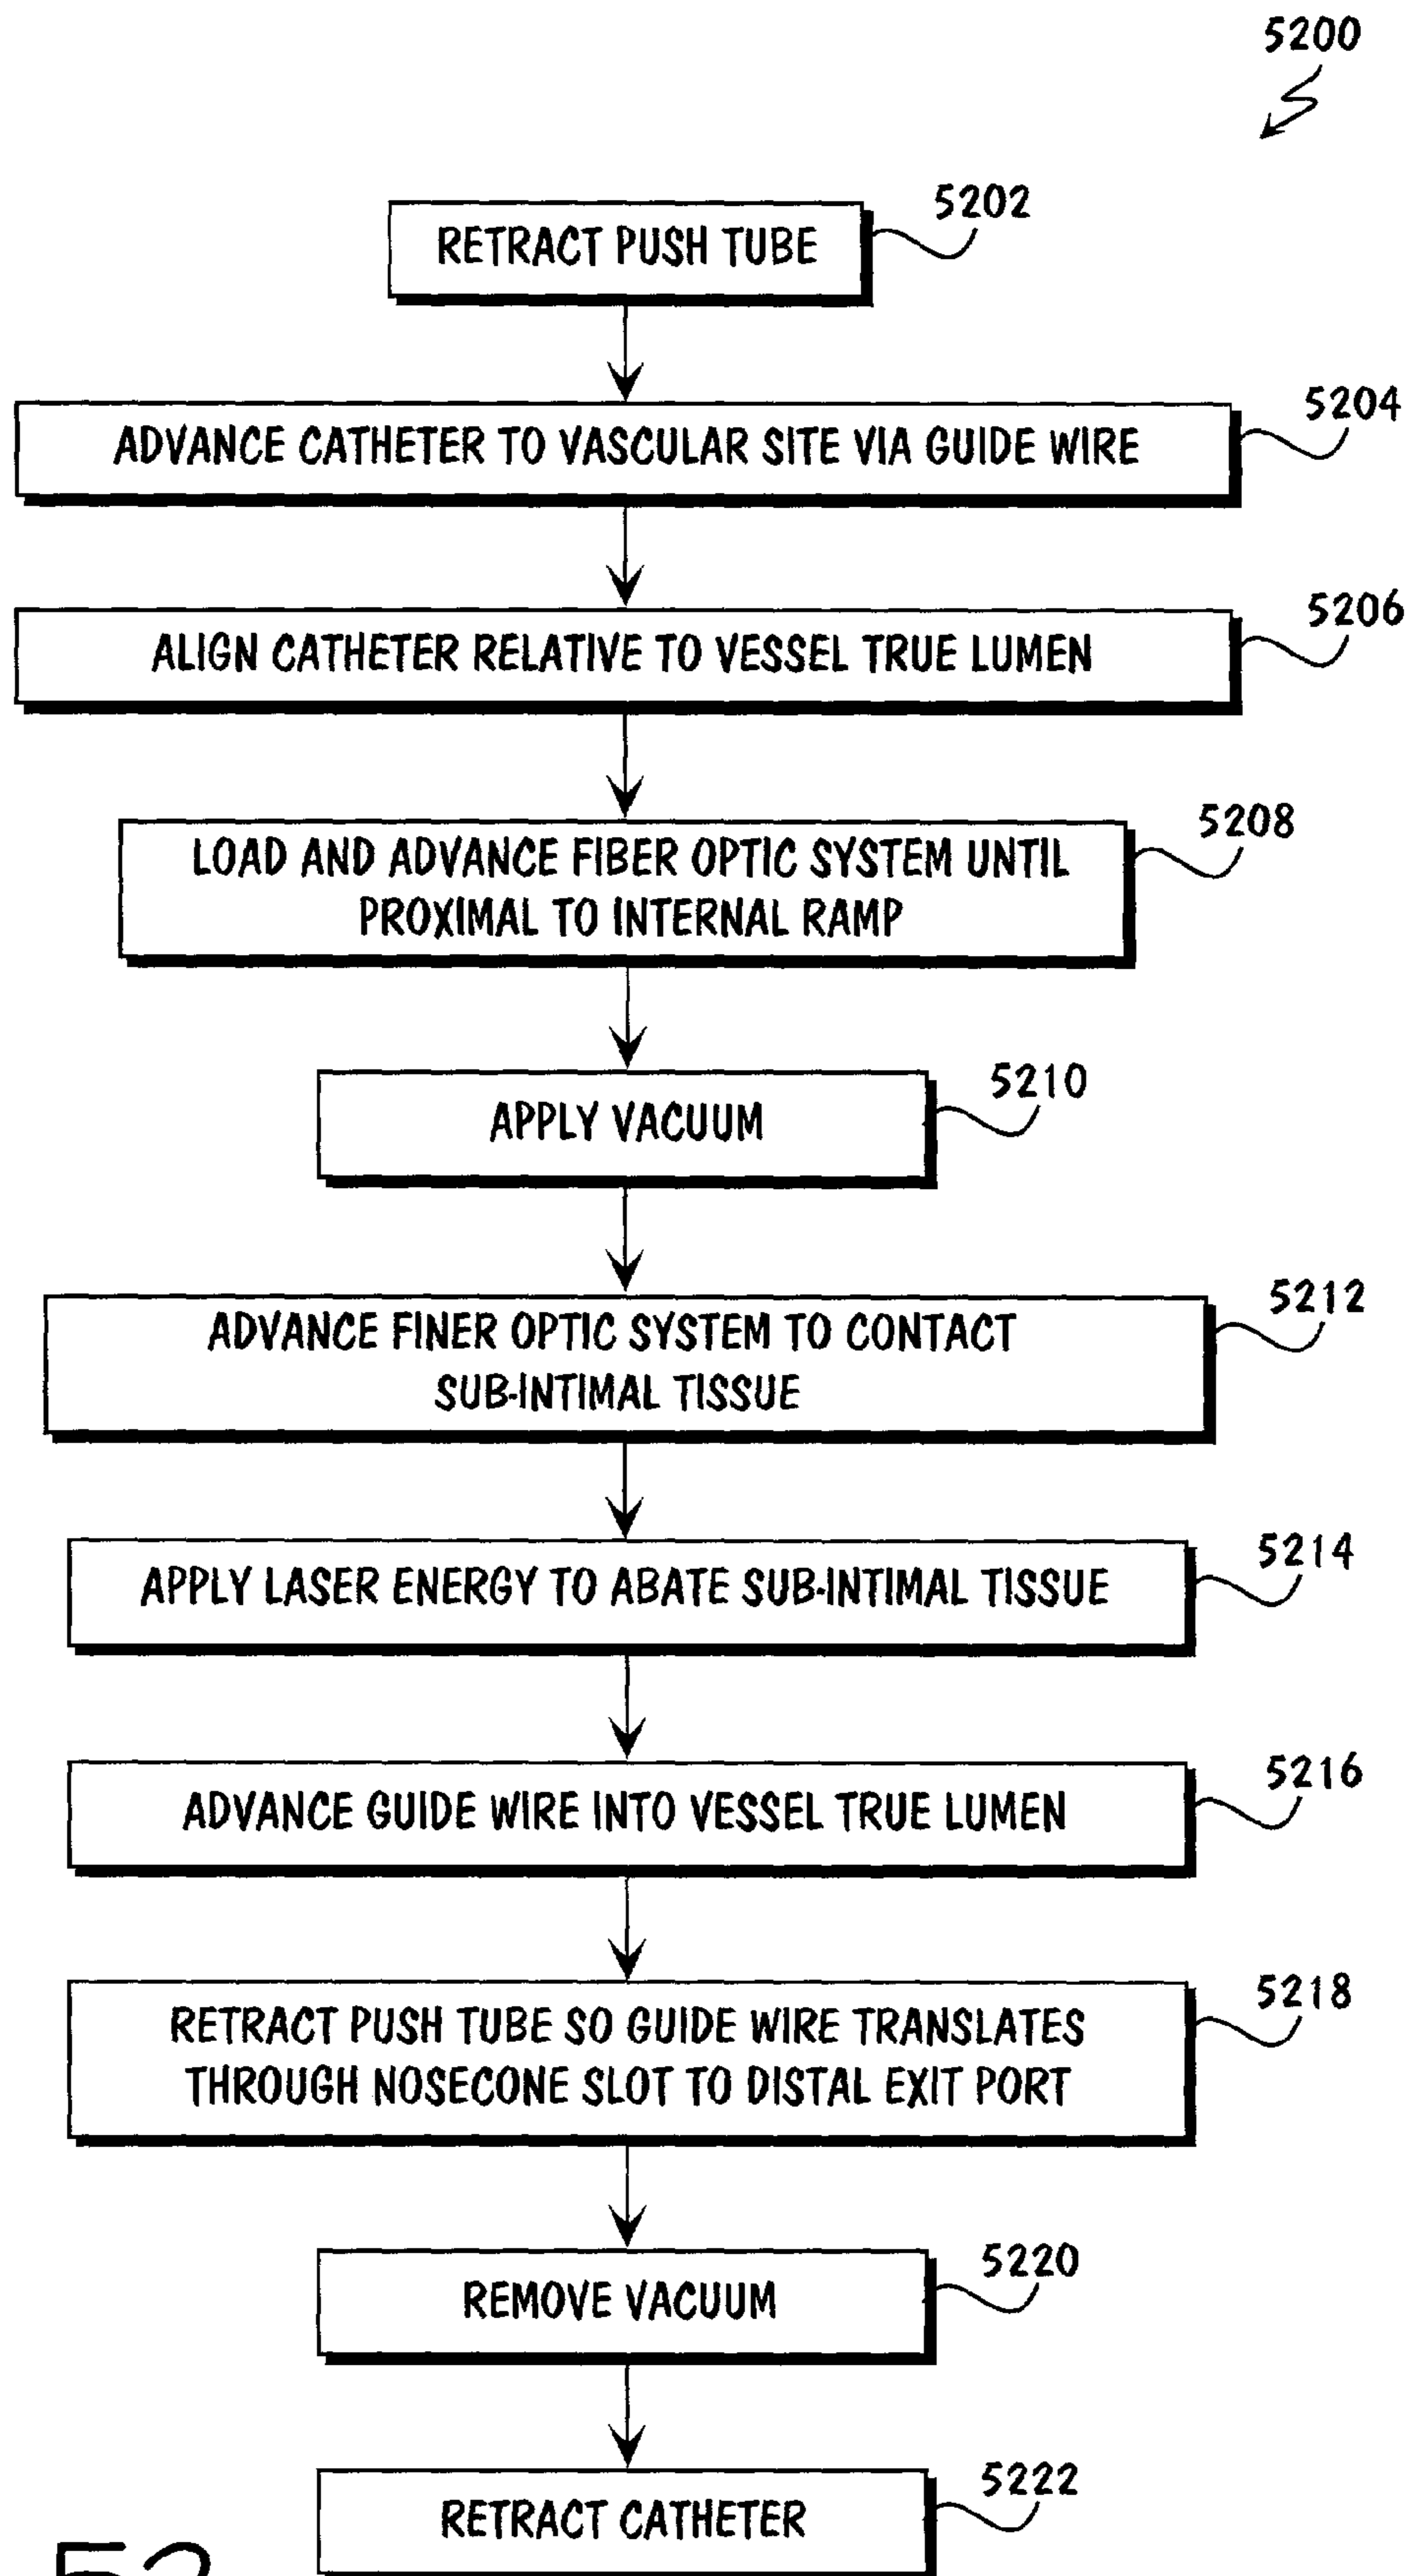 5200
RETRACT PUSH TUBE
5202
ADVANCE CATHETER TO VASCULAR SITE VIA GUIDE WIRE
5204
ALIGN CATHETER RELATIVE TO VESSEL TRUE LUMEN
5206
LOAD AND ADVANCE FIBER OPTIC SYSTEM UNTIL
PROXIMAL TO INTERNAL RAMP
5208
APPLY VACUUM
5210
ADVANCE FINER OPTIC SYSTEM TO CONTACT
SUB-INTIMAL TISSUE
5212
APPLY LASER ENERGY TO ABATE SUB-INTIMAL TISSUE
5214
ADVANCE GUIDE WIRE INTO VESSEL TRUE LUMEN
5216
RETRACT PUSH TUBE SO GUIDE WIRE TRANSLATES
THROUGH NOSECONE SLOT TO DISTAL EXIT PORT
5218
REMOVE VACUUM
5220
RETRACT CATHETER
5222